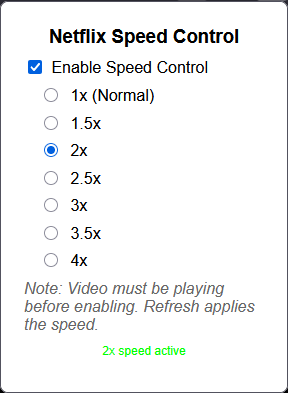 Netflix Speed Control
Enable Speed Control
1x (Normal)
1.5x
2x
2.5x
3x
3.5x
4x
Note: Video must be playing
before enabling. Refresh applies
the speed.
2x speed active